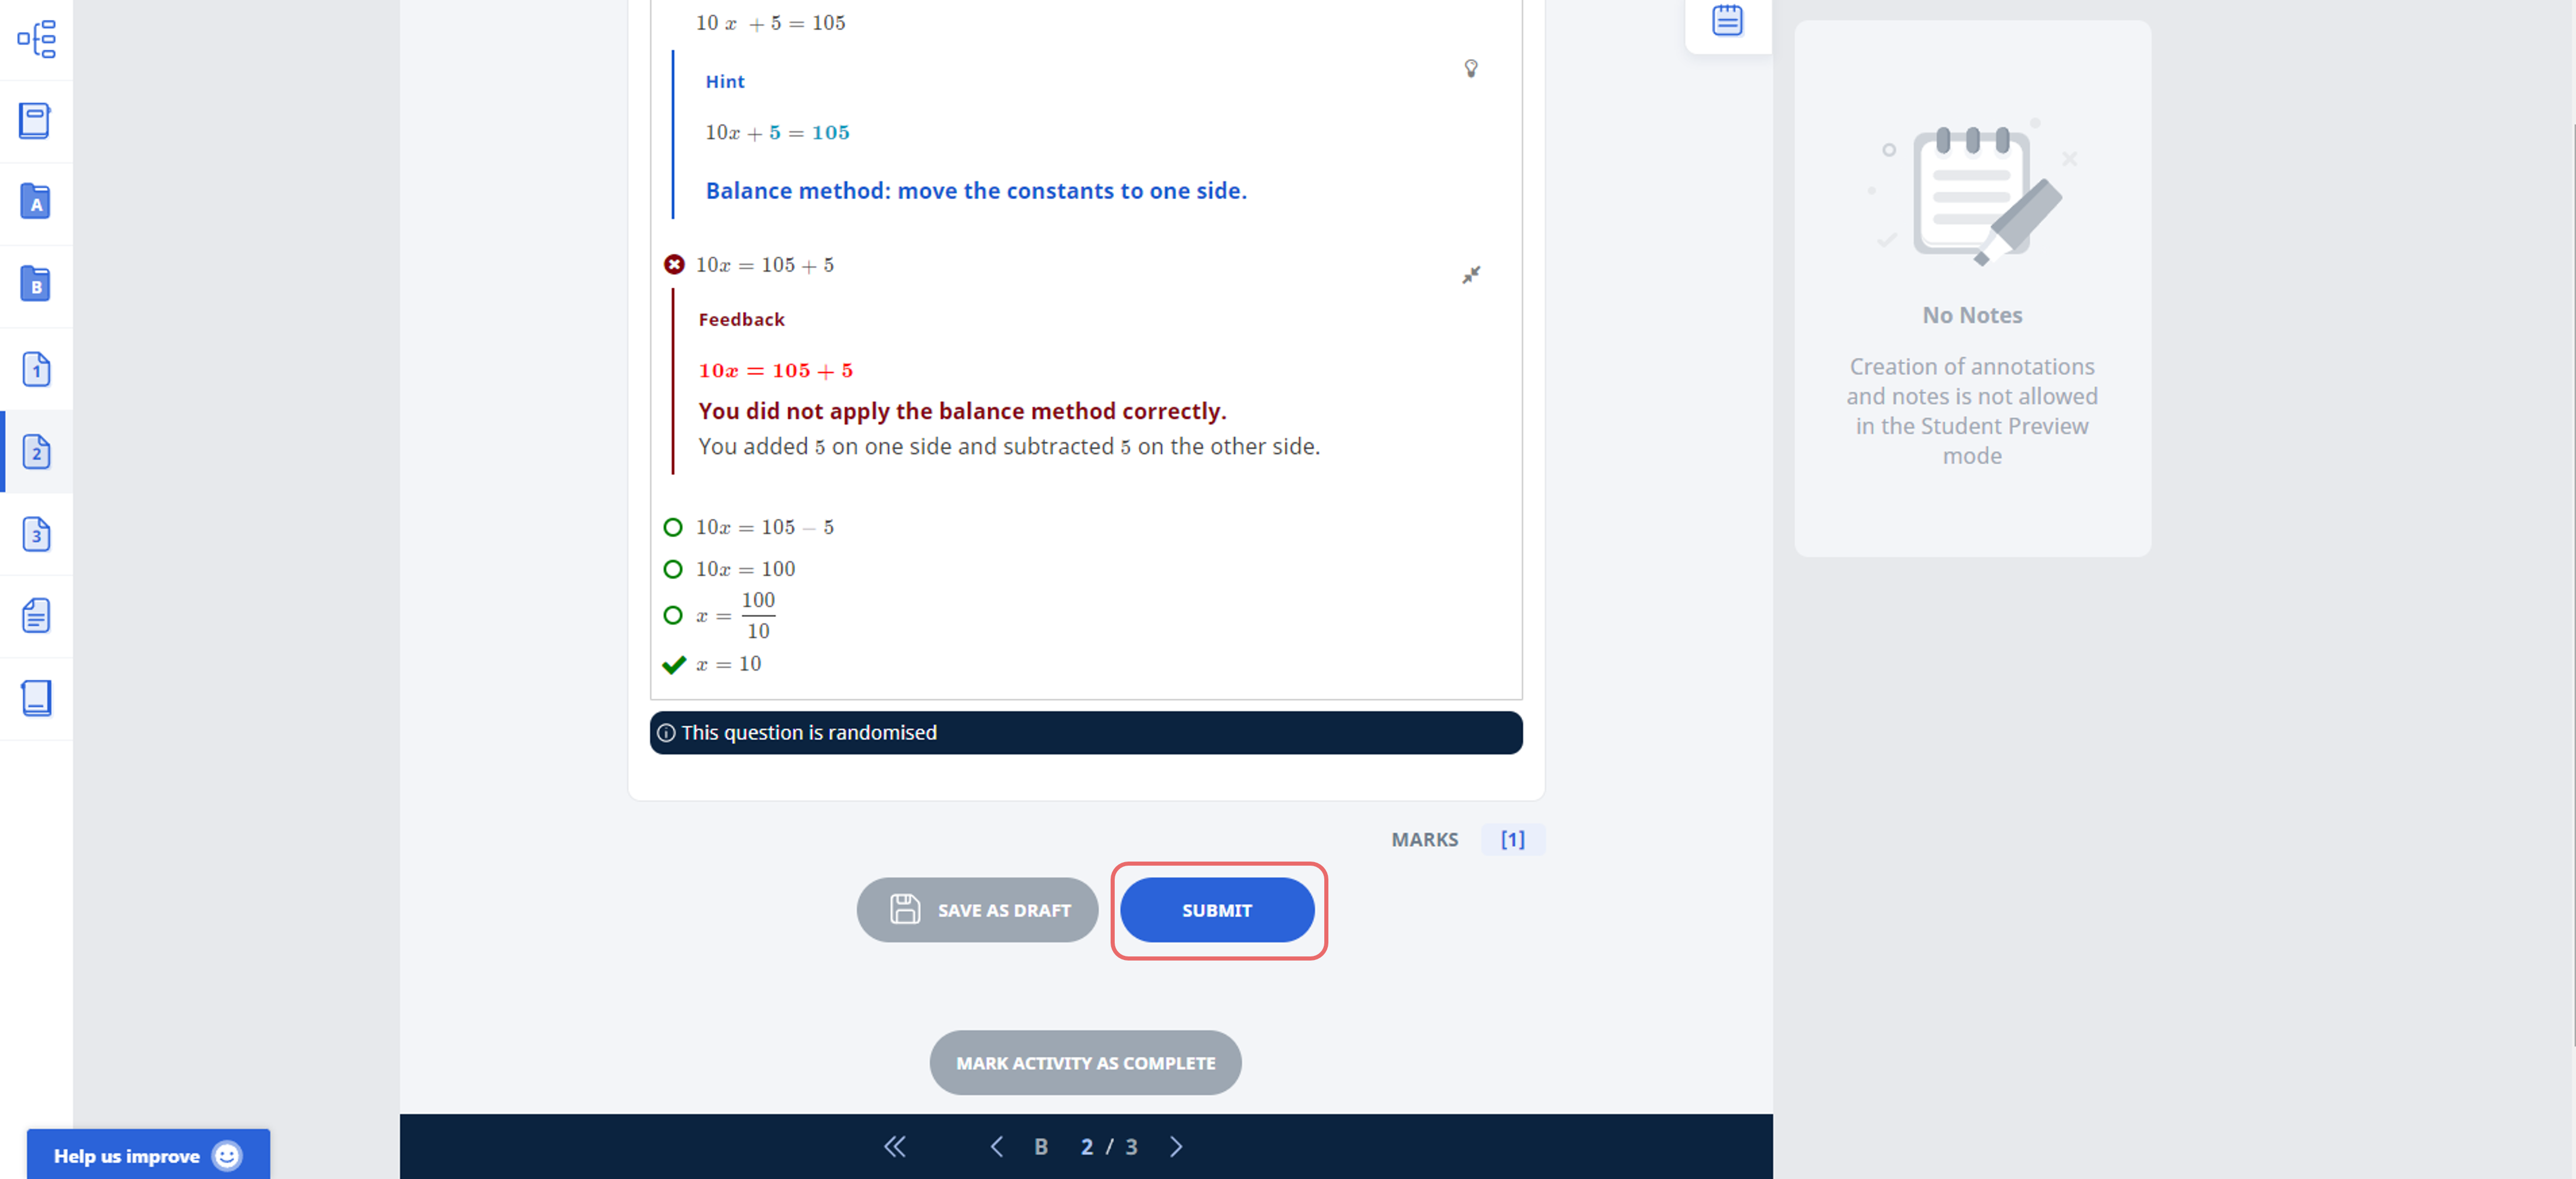 10 x + 5 = 105
Hint
10x + 5 = 105
Balance method: move the constants to one side.
10x = 105 + 5
Feedback
10x = 105 + 5
You did not apply the balance method correctly.
You added 5 on one side and subtracted 5 on the other side.
10x = 105 − 5
10x = 100
x = 100/10
x = 10
This question is randomised
MARKS [1]
SAVE AS DRAFT
SUBMIT
MARK ACTIVITY AS COMPLETE
B 2 / 3
A
B
1
2
3
Help us improve
No Notes
Creation of annotations
and notes is not allowed
in the Student Preview
mode